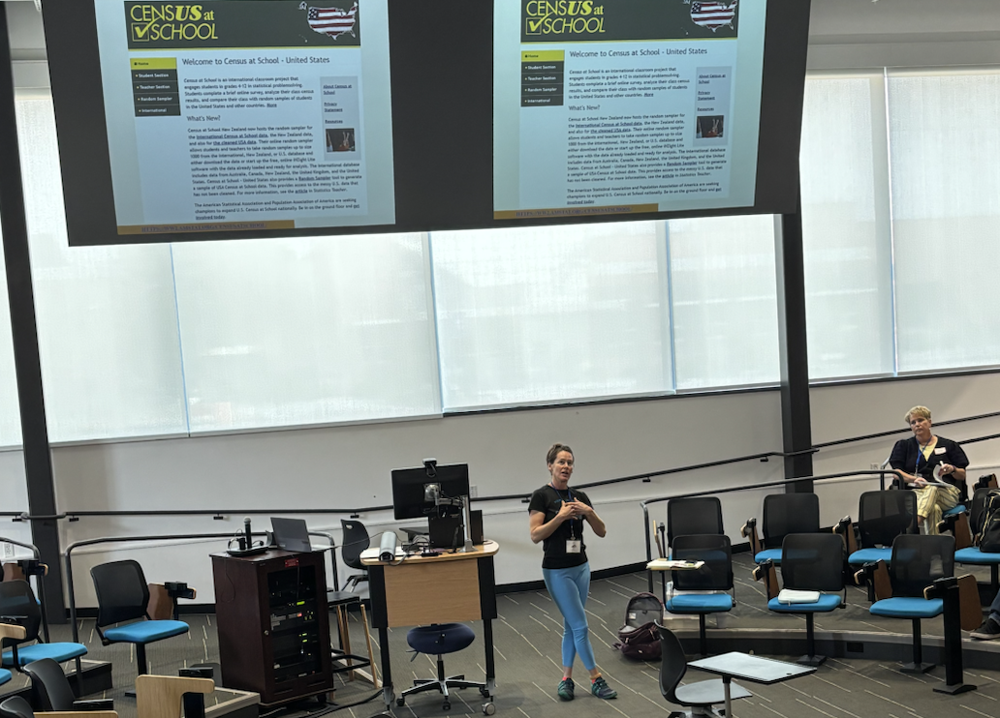 CENSUS at
SCHOOL
Home
Student Section
Teacher Section
Random Sampler
International
Welcome to Census at School - United States
Census at School is an international classroom project that
engages students in grades 4-12 in statistical problemsolving.
Students complete a brief online survey, analyze their class census
results, and compare their class with random samples of students
in the United States and other countries. More
What's New?
Census at School New Zealand now hosts the random sampler for
the International Census at School data, the New Zealand data,
and also for the cleaned USA data. Their online random sampler
allows students and teachers to take random samples up to size
1000 from the international, New Zealand, or U.S. database and
either download the data or start up the free, online iNZight Lite
software with the data already loaded and ready for analysis. The international database
includes data from Australia, Canada, New Zealand, the United Kingdom, and the United
States. Census at School - United States also provides a Random Sampler to generate
a sample of USA Census at School data. This provides access to the messy U.S. data that
has not been cleaned. For more information, see the article in Statistics Teacher.
The American Statistical Association and Population Association of America are seeking
champions to expand U.S. Census at School nationally. Be in on the ground floor and get
involved today.
About Census at
School
Privacy
Statement
Resources
CENSUS at
SCHOOL
Home
Student Section
Teacher Section
Random Sampler
International
Welcome to Census at School - United States
Census at School is an international classroom project that
engages students in grades 4-12 in statistical problemsolving.
Students complete a brief online survey, analyze their class census
results, and compare their class with random samples of students
in the United States and other countries. More
What's New?
Census at School New Zealand now hosts the random sampler for
the International Census at School data, the New Zealand data,
and also for the cleaned USA data. Their online random sampler
allows students and teachers to take random samples up to size
1000 from the international, New Zealand, or U.S. database and
either download the data or start up the free, online iNZight Lite
software with the data already loaded and ready for analysis. The international database
includes data from Australia, Canada, New Zealand, the United Kingdom, and the United
States. Census at School - United States also provides a Random Sampler to generate
a sample of USA Census at School data. This provides access to the messy U.S. data that
has not been cleaned. For more information, see the article in Statistics Teacher.
The American Statistical Association and Population Association of America are seeking
champions to expand U.S. Census at School nationally. Be in on the ground floor and get
involved today.
About Census at
School
Privacy
Statement
Resources